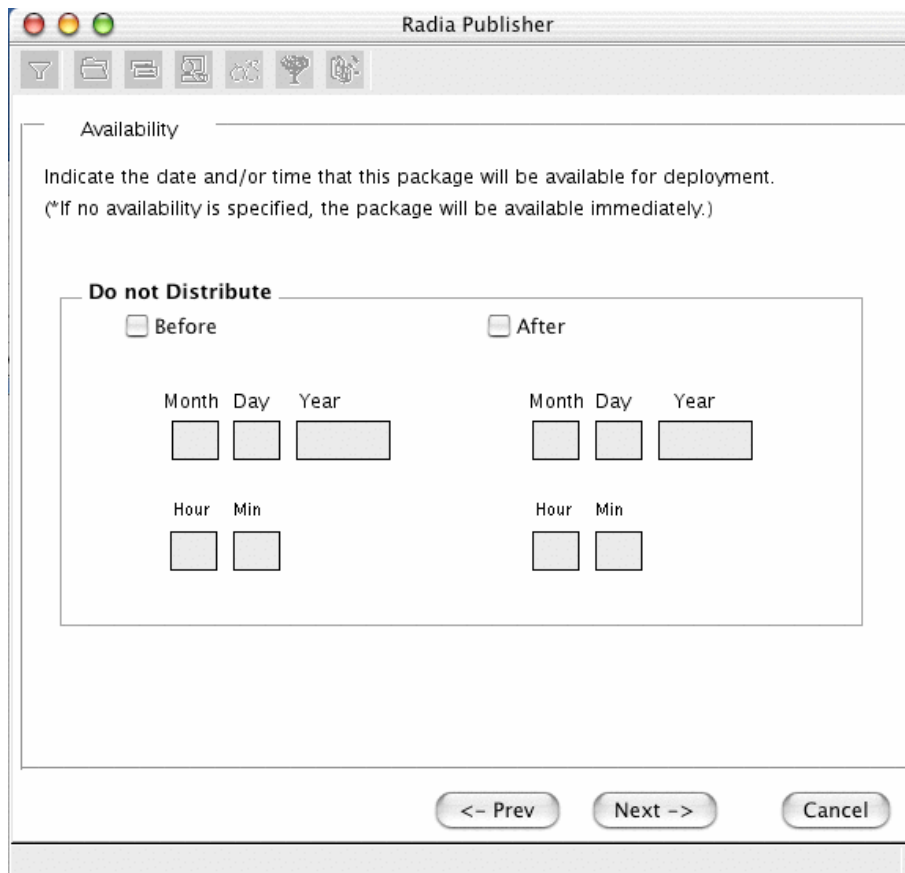 Radia Publisher
Availability
Indicate the date and/or time that this package will be available for deployment.
(*If no availability is specified, the package will be available immediately.)
Do not Distribute
Before After
Month Day Year Month Day Year
Hour Min Hour Min
<- Prev Next -> Cancel